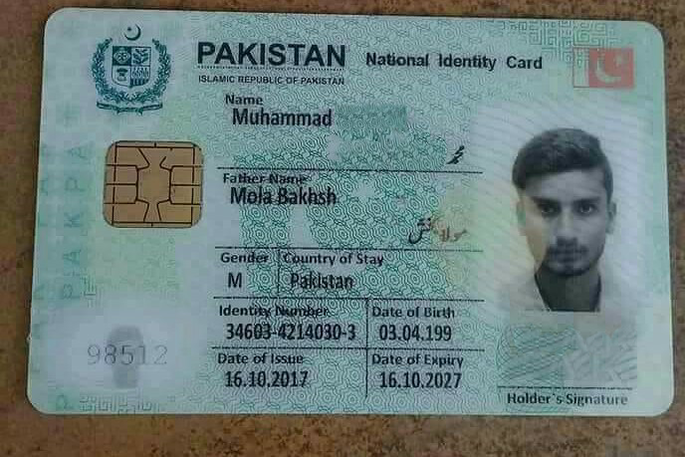 PAKISTAN National Identity Card
ISLAMIC REPUBLIC OF PAKISTAN
Name
Muhammad
محمد
Father Name
Mola Bakhsh
مولا بخش
Gender Country of Stay
M Pakistan
Identity Number Date of Birth
34603-4214030-3 03.04.199
Date of Issue Date of Expiry
16.10.2017 16.10.2027
98512
Holder's Signature